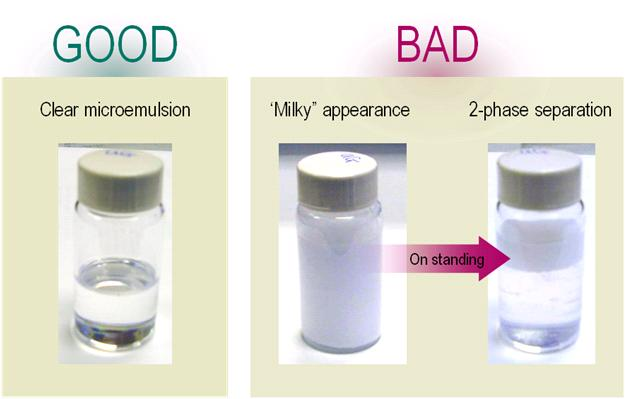 GOOD
BAD
Clear microemulsion
‘Milky” appearance
2-phase separation
On standing